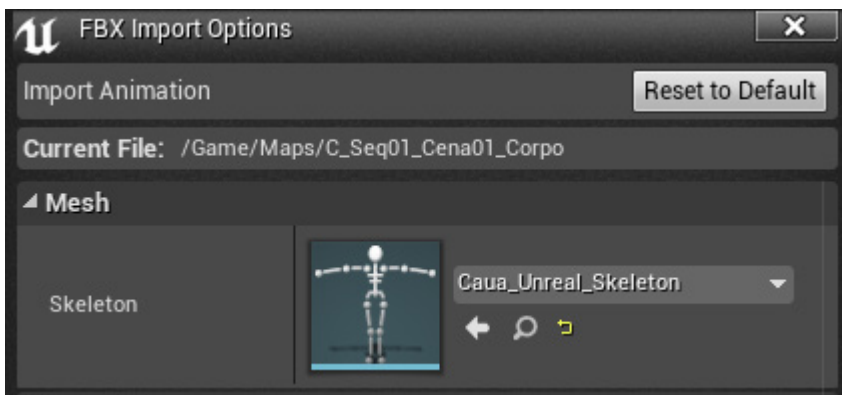 FBX Import Options
Import Animation
Reset to Default
Current File: /Game/Maps/C_Seq01_Cena01_Corpo
Mesh
Skeleton
Caua_Unreal_Skeleton